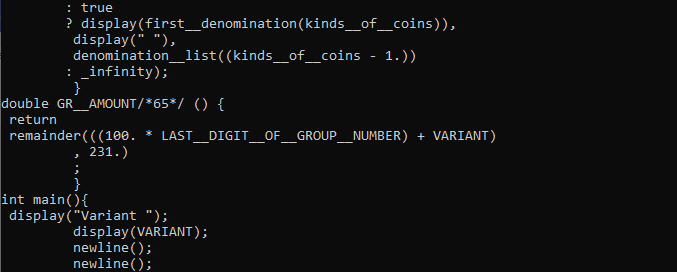 : true
? display(first__denomination(kinds__of__coins)),
display(" "),
denomination__list((kinds__of__coins - 1.))
: _infinity);
}
double GR__AMOUNT/*65*/ () {
return
remainder(((100. * LAST__DIGIT__OF__GROUP__NUMBER) + VARIANT)
, 231.)
;
}
int main(){
display("Variant ");
display(VARIANT);
newline();
newline();